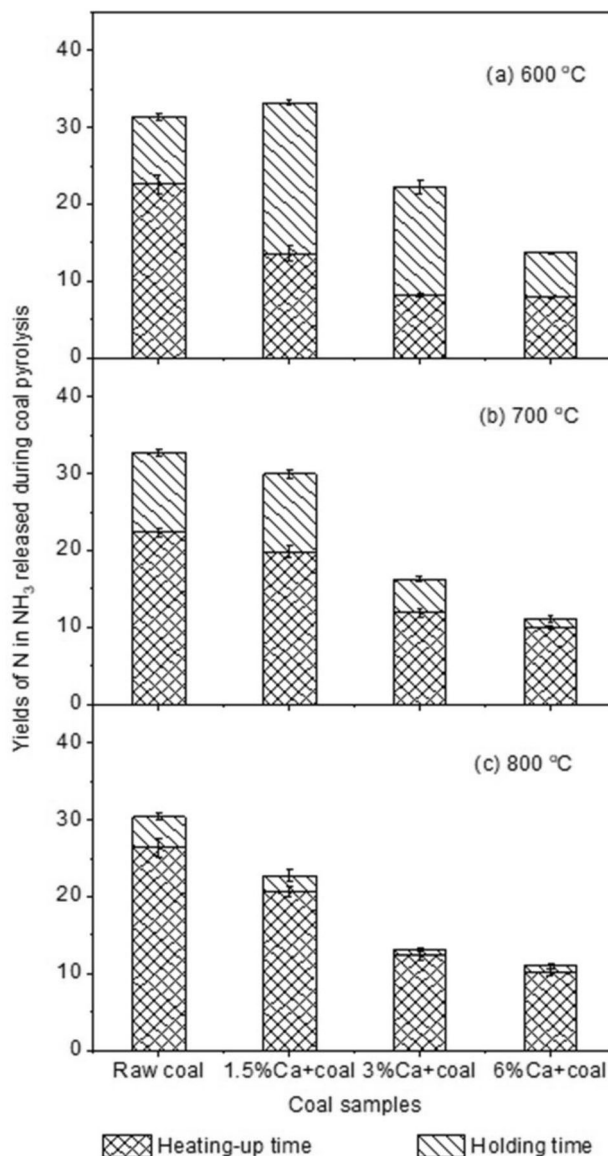 40
(a) 600 °C
30
20
10
0
40
(b) 700 °C
30
20
10
0
40
(c) 800 °C
30
20
10
0
Yields of N in NH₃ released during coal pyrolysis
Raw coal 1.5%Ca+coal 3%Ca+coal 6%Ca+coal
Coal samples
Heating-up time Holding time